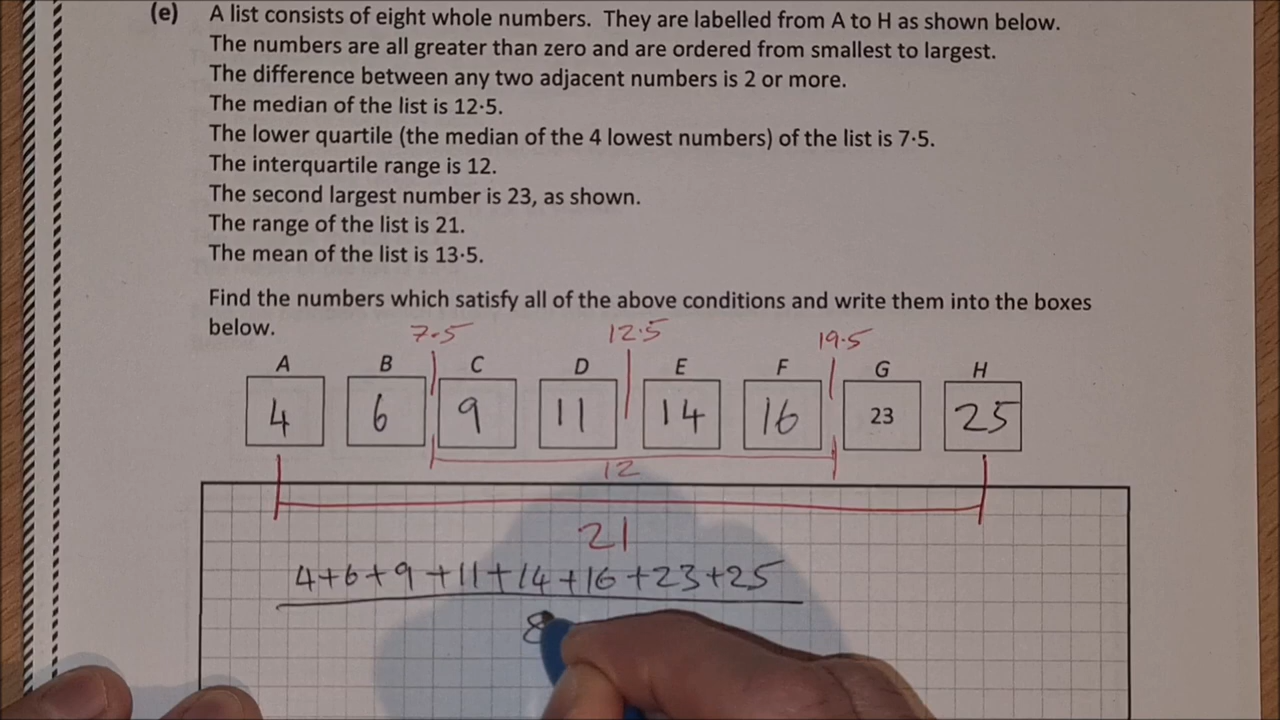 (e) A list consists of eight whole numbers. They are labelled from A to H as shown below.
The numbers are all greater than zero and are ordered from smallest to largest.
The difference between any two adjacent numbers is 2 or more.
The median of the list is 12·5.
The lower quartile (the median of the 4 lowest numbers) of the list is 7·5.
The interquartile range is 12.
The second largest number is 23, as shown.
The range of the list is 21.
The mean of the list is 13·5.
Find the numbers which satisfy all of the above conditions and write them into the boxes
below.
7.5 12.5 19.5
A B C D E F G H
4 6 9 11 14 16 23 25
12
21
4+6+9+11+14+16+23+25
8